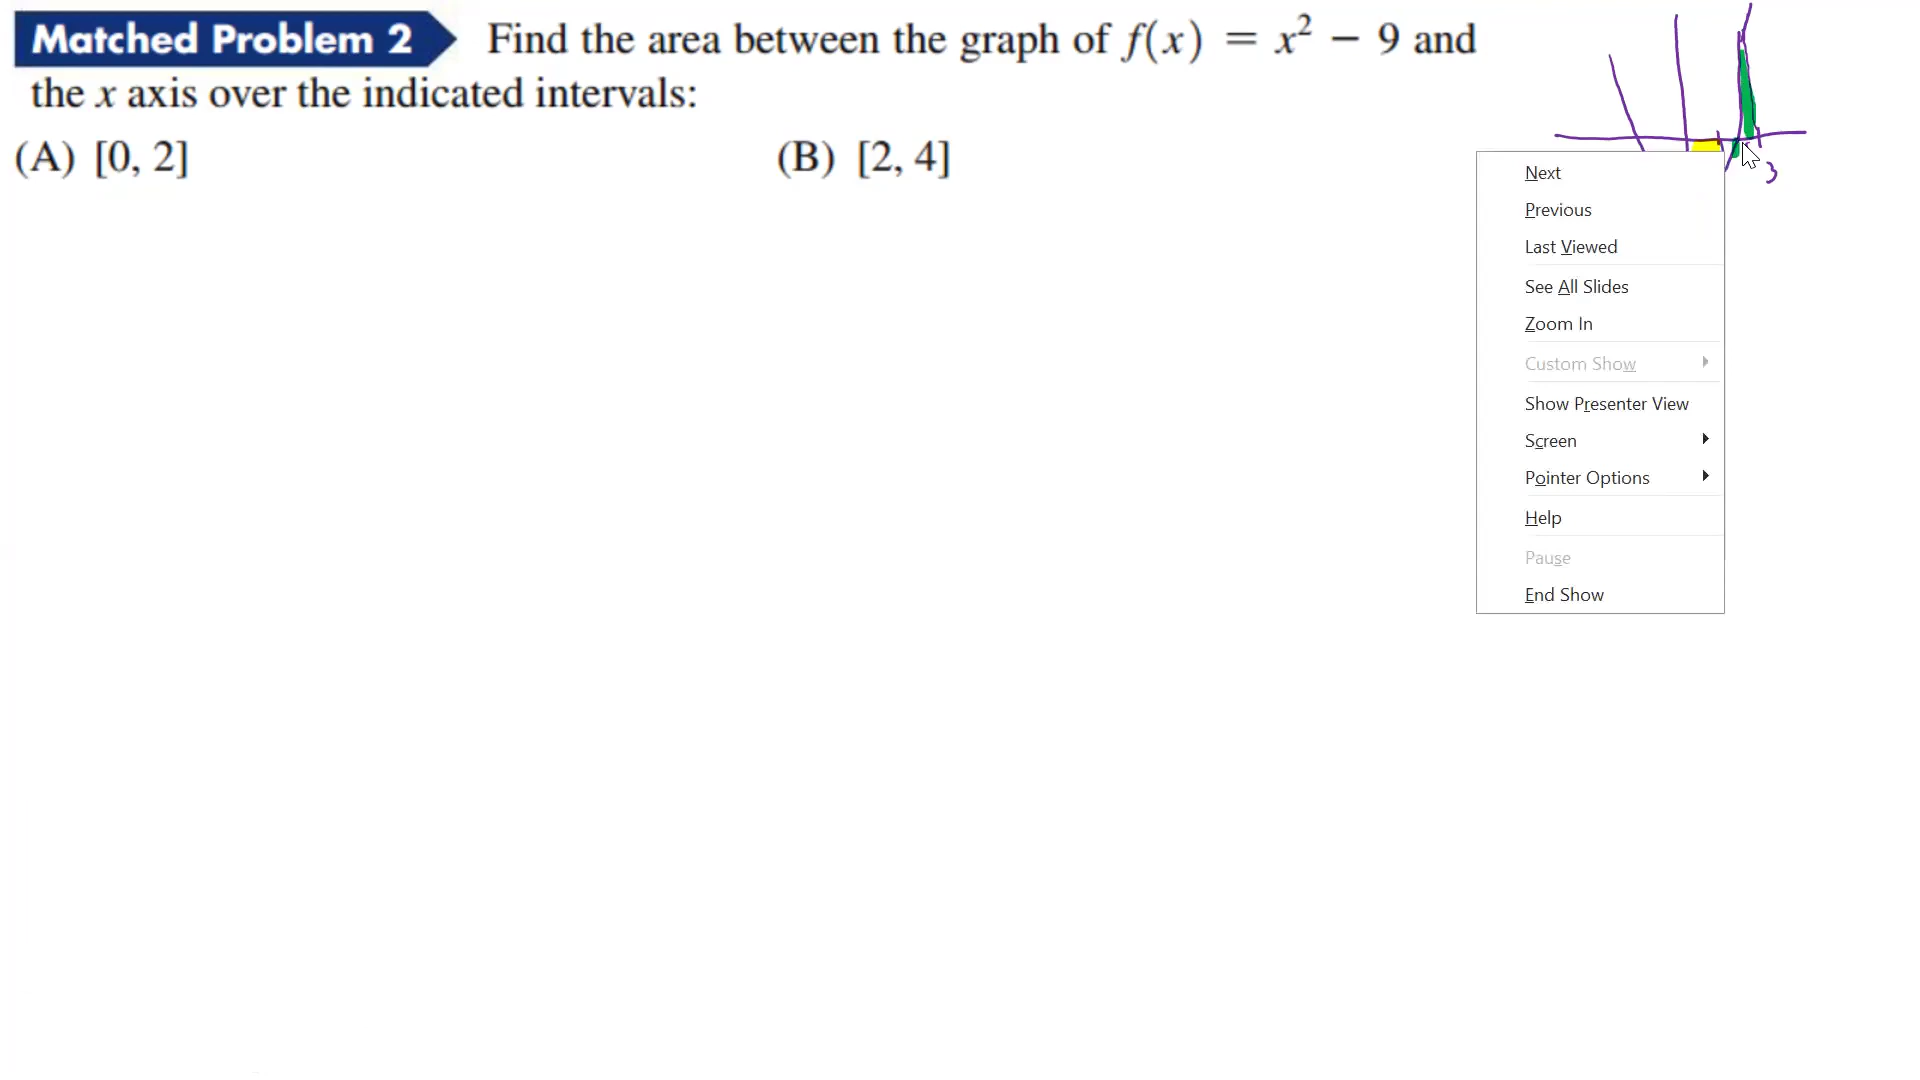 Matched Problem 2 Find the area between the graph of f(x) = x² − 9 and
the x axis over the indicated intervals:
(A) [0, 2] (B) [2, 4]
3
Next
Previous
Last Viewed
See All Slides
Zoom In
Custom Show
Show Presenter View
Screen
Pointer Options
Help
Pause
End Show